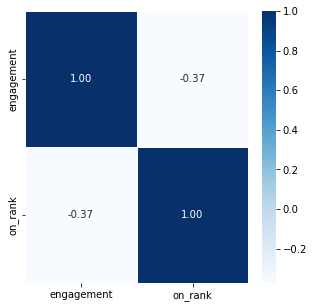 engagement
1.00
-0.37
on_rank
-0.37
1.00
engagement
on_rank
1.0
0.8
0.6
0.4
0.2
0.0
−0.2